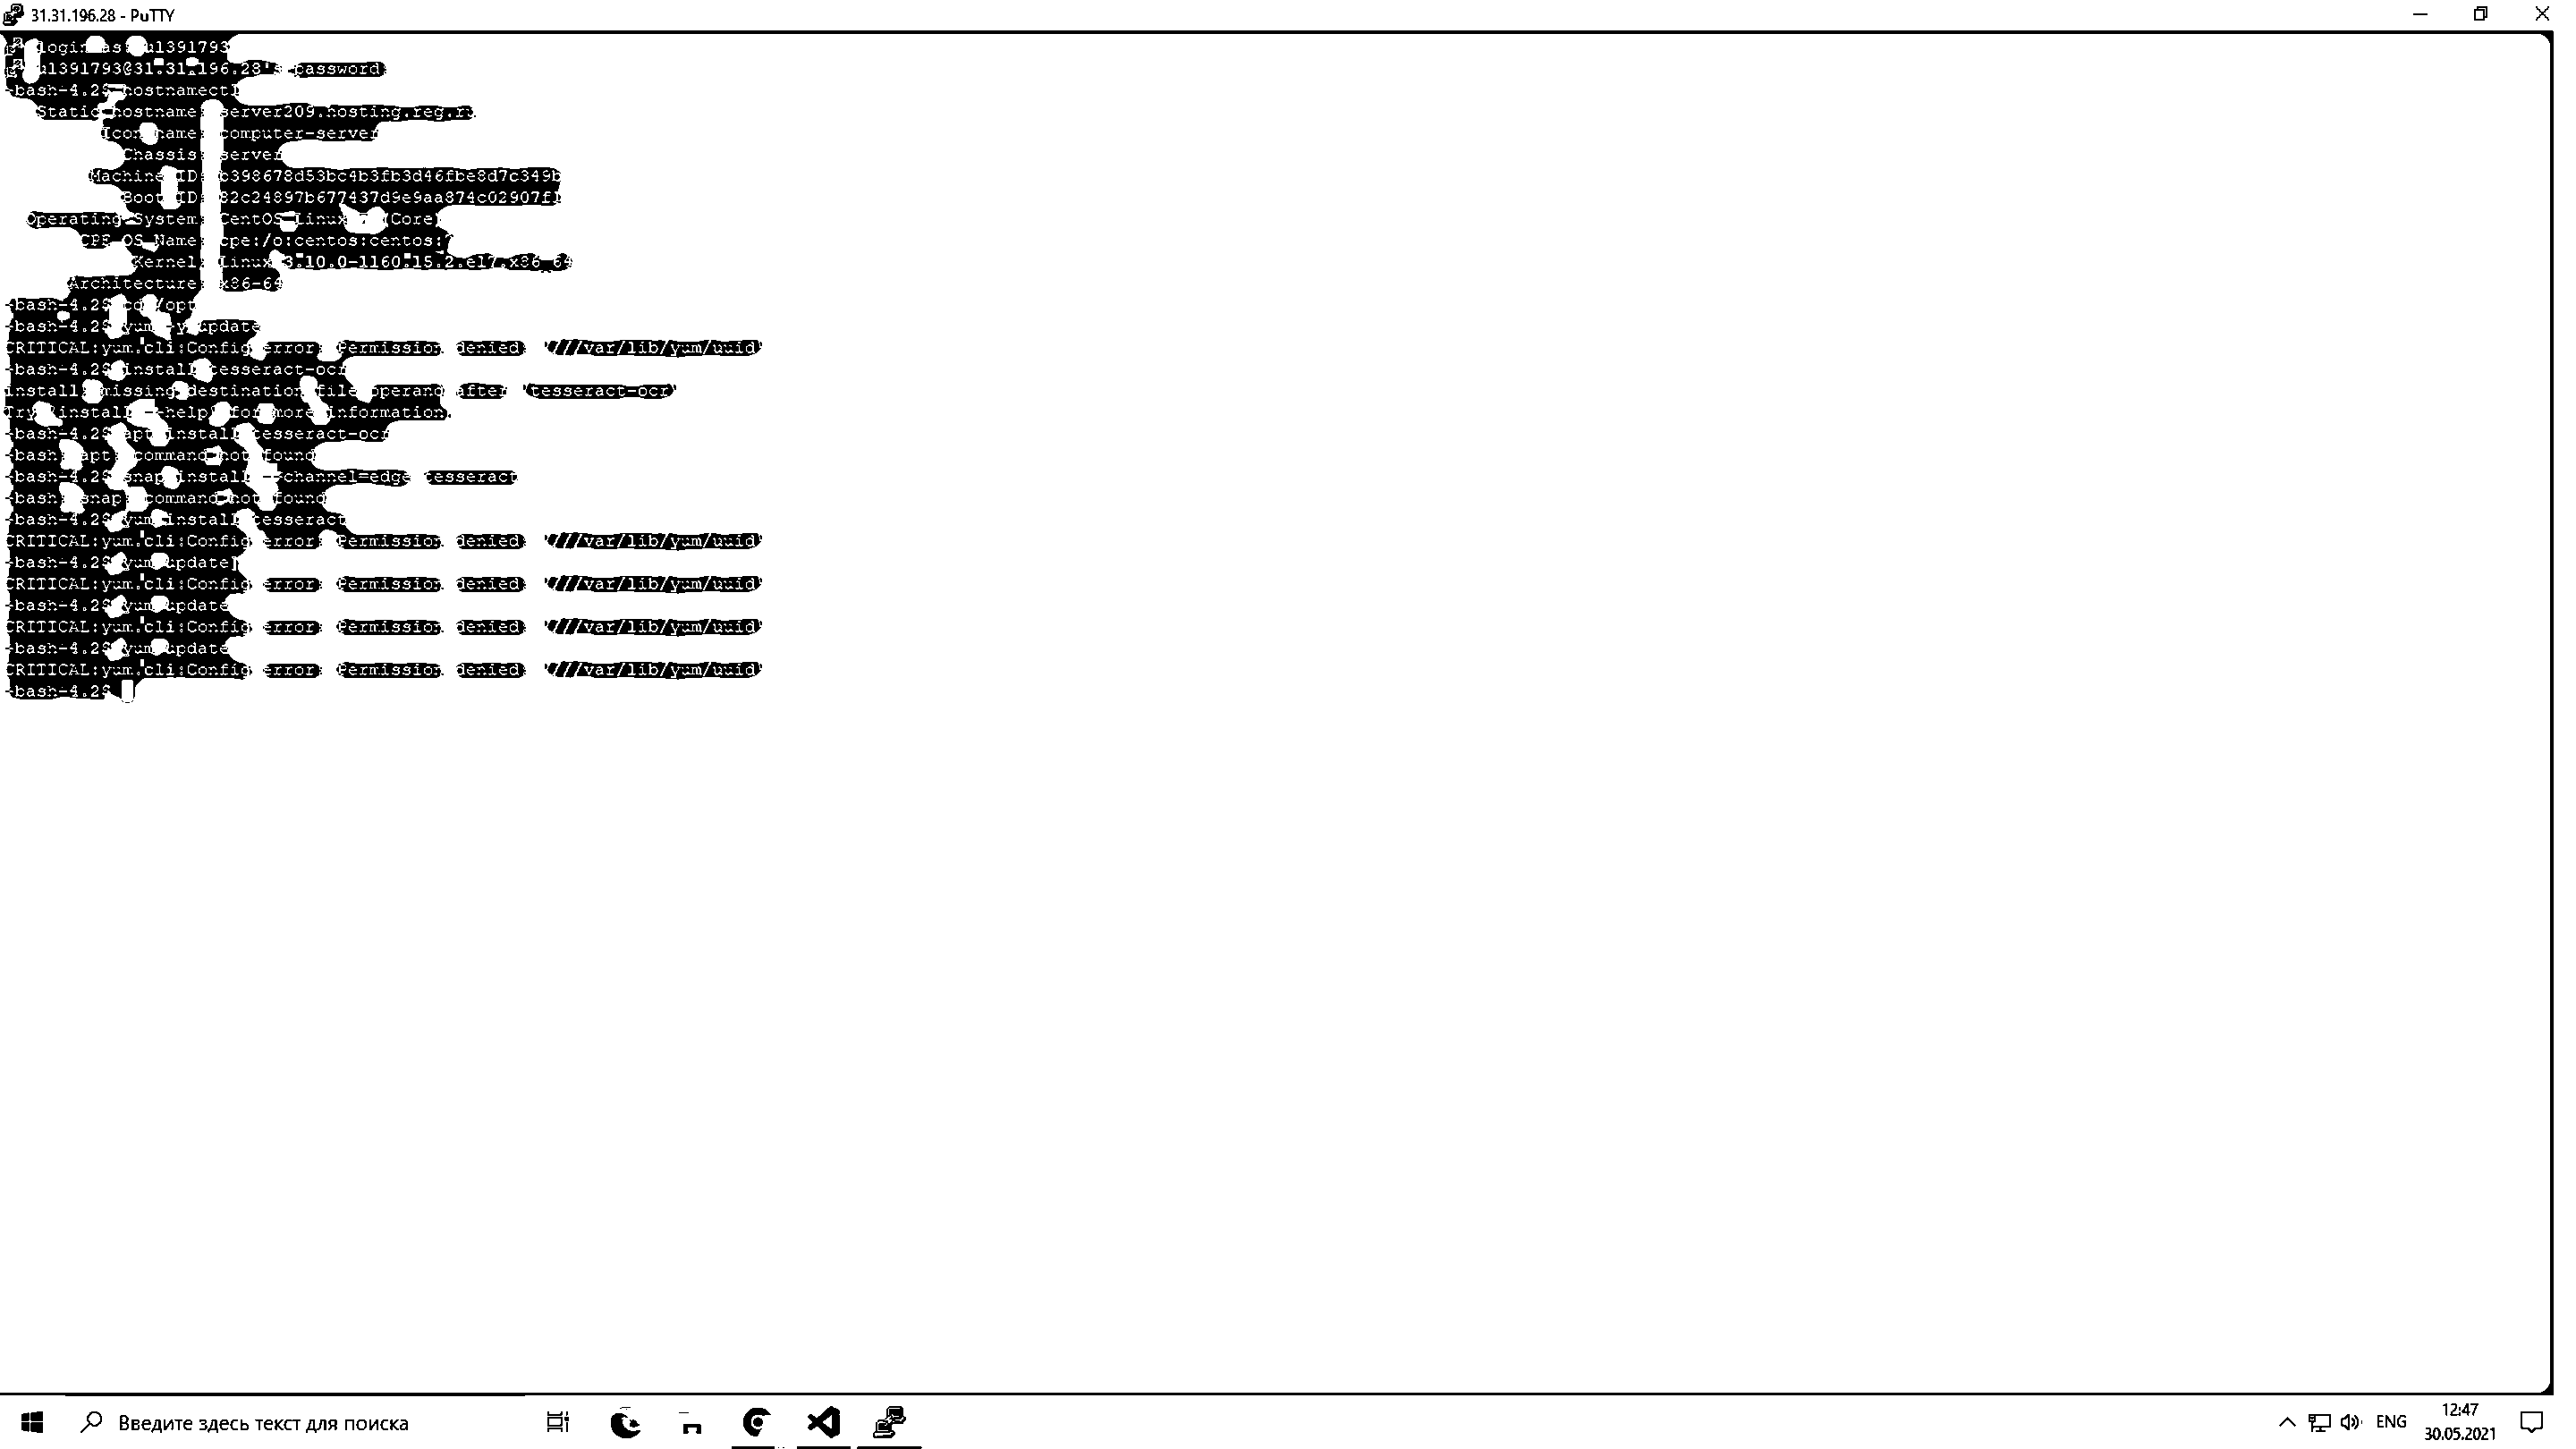 31.31.196.28 - PuTTY
login as: u1391793
u1391793@31.31.196.28's password
-bash-4.2$ hostnamectl
Static hostname: server209.hosting.reg.ru
Icon name: computer-server
Chassis: server
Machine ID: b398678d53bc4b3fb3d46fbe8d7c349b
Boot ID: 82c24897b677437d9e9aa874c02907f1
Operating System: CentOS Linux 7 (Core)
CPE OS Name: cpe:/o:centos:centos:7
Kernel: Linux 3.10.0-1160.15.2.el7.x86_64
Architecture: x86-64
-bash-4.2$ cd /opt
-bash-4.2$ yum -y update
CRITICAL:yum.cli:Config error: Permission denied: '///var/lib/yum/uuid'
-bash-4.2$ install tesseract-ocr
install: missing destination file operand after 'tesseract-ocr'
Try 'install --help' for more information.
-bash-4.2$ apt install tesseract-ocr
-bash: apt: command not found
-bash-4.2$ snap install --channel=edge tesseract
-bash: snap: command not found
-bash-4.2$ yum install tesseract
CRITICAL:yum.cli:Config error: Permission denied: '///var/lib/yum/uuid'
-bash-4.2$ yum update]
CRITICAL:yum.cli:Config error: Permission denied: '///var/lib/yum/uuid'
-bash-4.2$ yum update
CRITICAL:yum.cli:Config error: Permission denied: '///var/lib/yum/uuid'
-bash-4.2$ yum update
CRITICAL:yum.cli:Config error: Permission denied: '///var/lib/yum/uuid'
-bash-4.2$
Введите здесь текст для поиска
ENG
12:47
30.05.2021